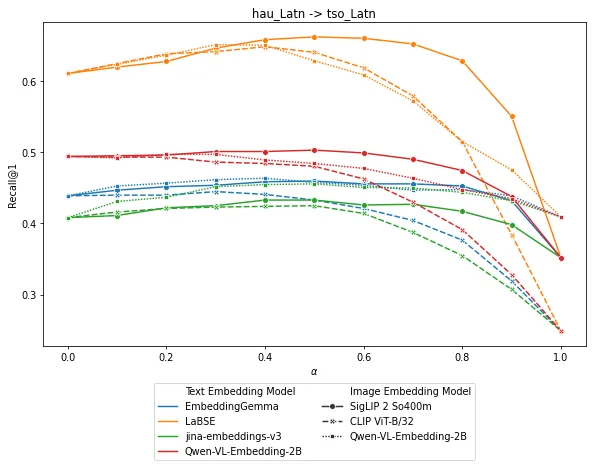 hau_Latn -> tso_Latn
Recall@1
0.6
0.5
0.4
0.3
0.0 0.2 0.4 0.6 0.8 1.0
α
Text Embedding Model Image Embedding Model
EmbeddingGemma SigLIP 2 So400m
LaBSE CLIP ViT-B/32
jina-embeddings-v3 Qwen-VL-Embedding-2B
Qwen-VL-Embedding-2B